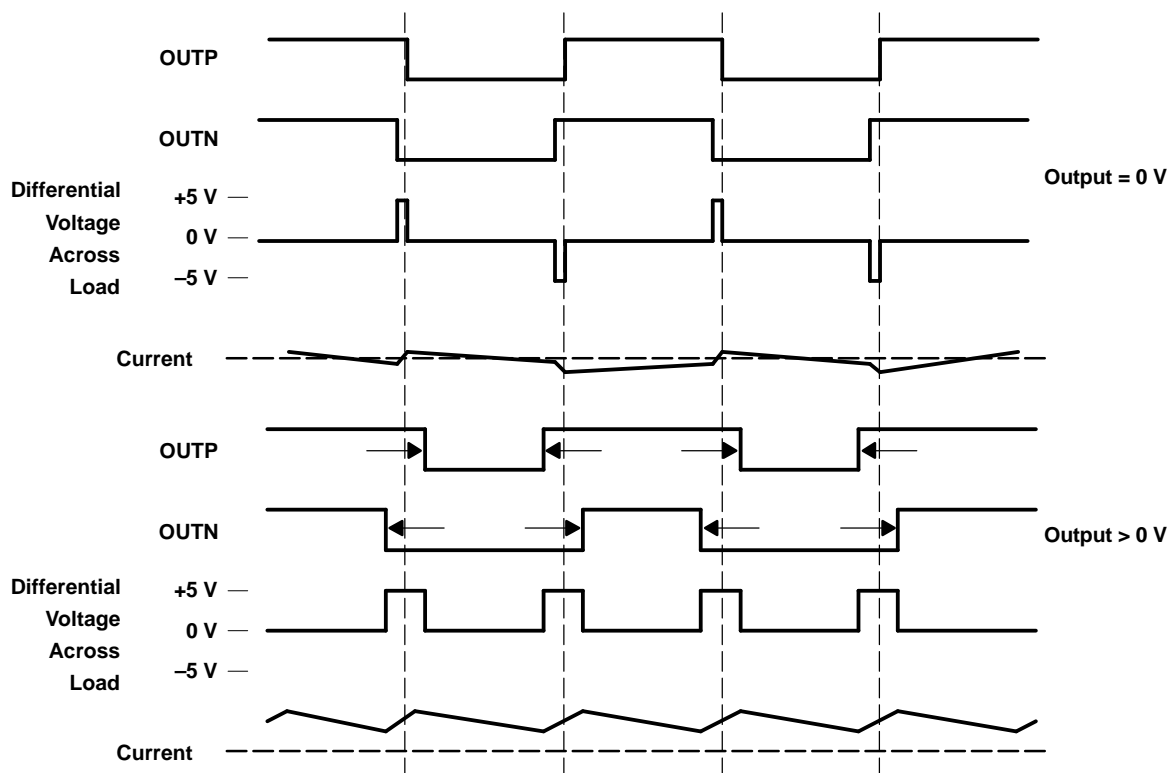 OUTP
OUTN
Output = 0 V
Differential
Voltage
Across
Load
+5 V
0 V
–5 V
Current
OUTP
OUTN
Output > 0 V
Differential
Voltage
Across
Load
+5 V
0 V
–5 V
Current